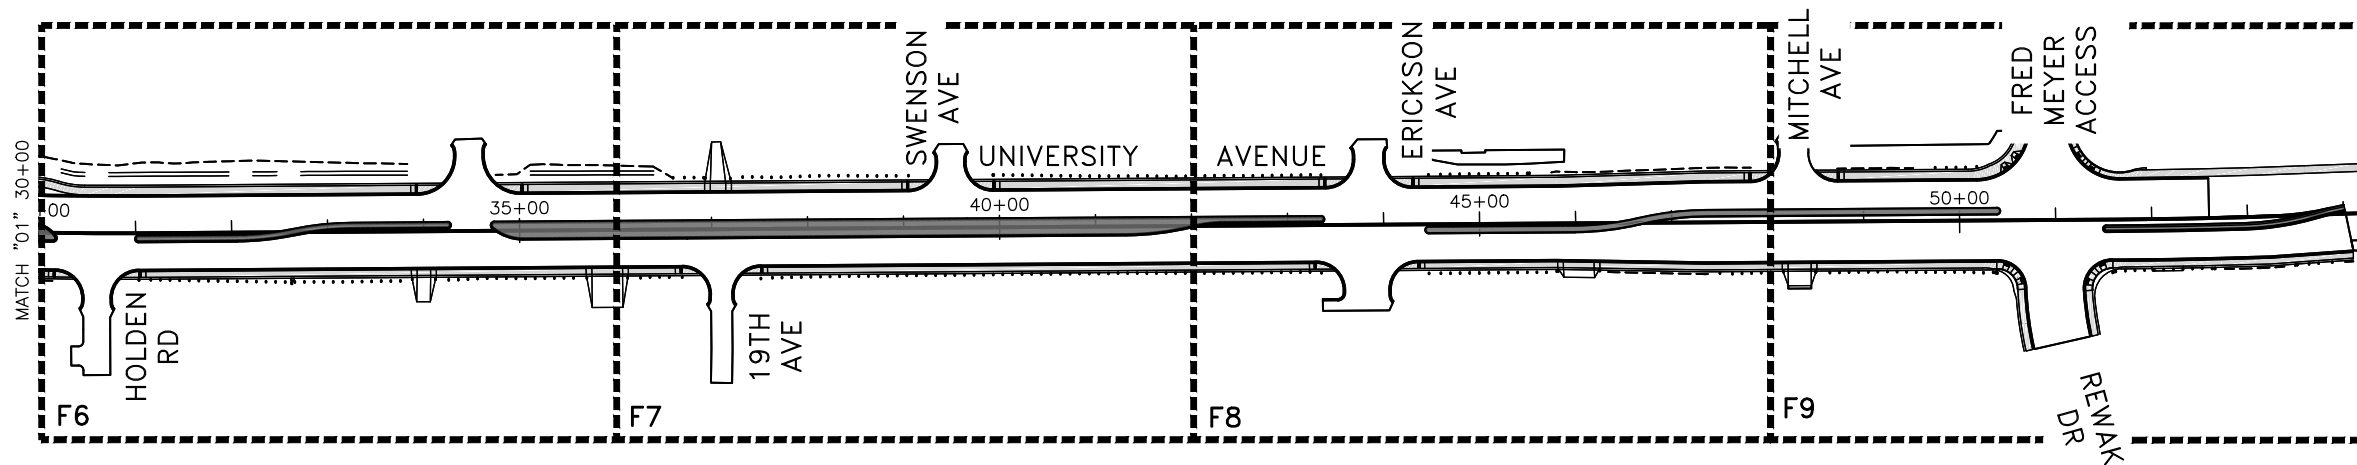 MATCH "01" 30+00
00
HOLDEN
RD
F6
35+00
F7
19TH
AVE
SWENSON
AVE
40+00
UNIVERSITY AVENUE
F8
ERICKSON
AVE
45+00
MITCHELL
AVE
F9
50+00
FRED
MEYER
ACCESS
REWAK
DR